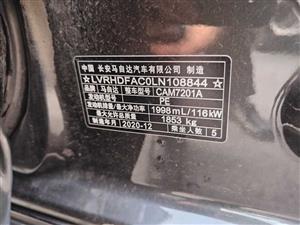 中国 长安马自达汽车有限公司 制造
☆LVRHDFAC0LN108844☆
品牌 马自达 整车型号 CAM7201A
发动机型号 PE
发动机排量/最大净功率 1998mL/116kW
最大允许总质量 1853 kg
制造年月 2020-12 乘坐人数 5